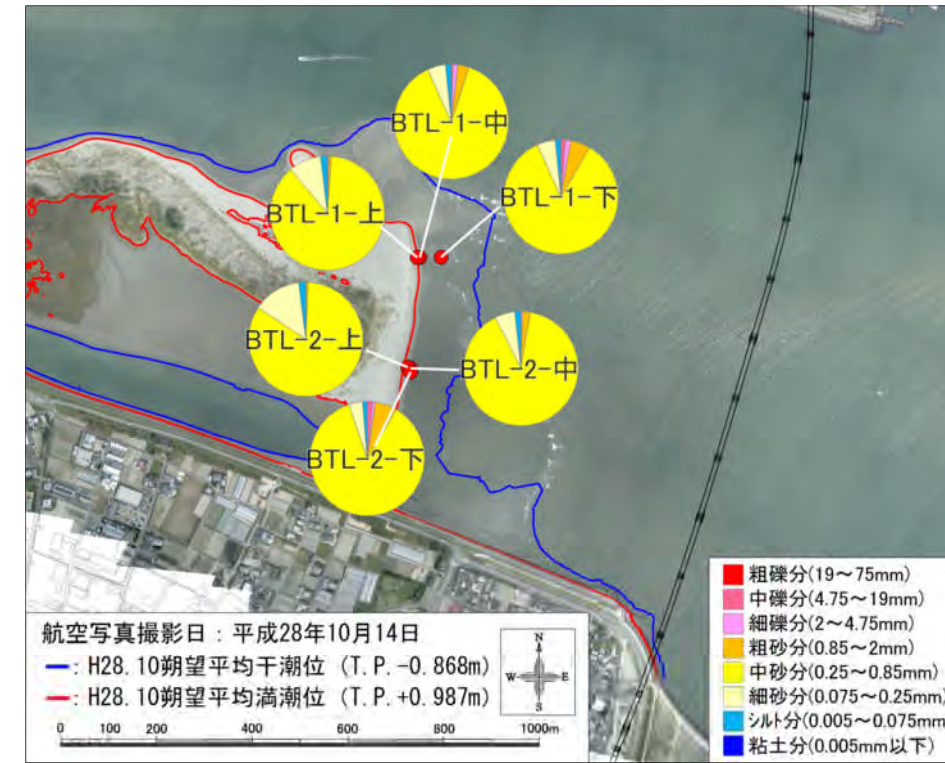 BTL-1-中
BTL-1-下
BTL-1-上
BTL-2-上
BTL-2-中
BTL-2-下
航空写真撮影日：平成28年10月14日
: H28.10朔望平均干潮位 (T.P.-0.868m)
: H28.10朔望平均満潮位 (T.P.+0.987m)
N
W E
S
0 100 200 400 600 800 1000m
粗礫分(19～75mm)
中礫分(4.75～19mm)
細礫分(2～4.75mm)
粗砂分(0.85～2mm)
中砂分(0.25～0.85mm)
細砂分(0.075～0.25mm)
シルト分(0.005～0.075mm
粘土分(0.005mm以下)